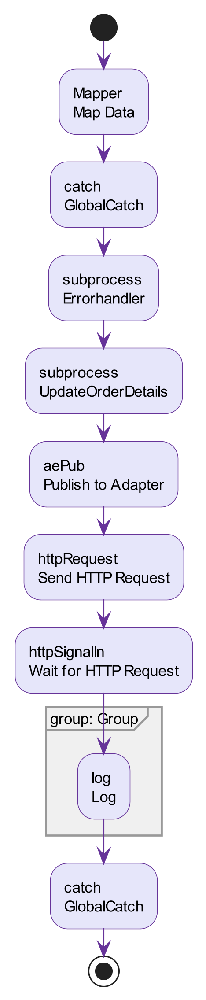 Mapper
Map Data
catch
GlobalCatch
subprocess
Errorhandler
subprocess
UpdateOrderDetails
aePub
Publish to Adapter
httpRequest
Send HTTP Request
httpSignalIn
Wait for HTTP Request
group: Group
log
Log
catch
GlobalCatch